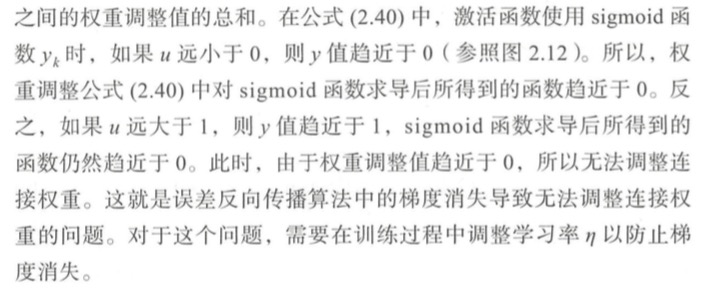 之间的权重调整值的总和。在公式 (2.40) 中，激活函数使用 sigmoid 函
数 yk 时，如果 u 远小于 0，则 y 值趋近于 0（参照图 2.12）。所以，权
重调整公式 (2.40) 中对 sigmoid 函数求导后所得到的函数趋近于 0。反
之，如果 u 远大于 1，则 y 值趋近于 1，sigmoid 函数求导后所得到的
函数仍然趋近于 0。此时，由于权重调整值趋近于 0，所以无法调整连
接权重。这就是误差反向传播算法中的梯度消失导致无法调整连接权
重的问题。对于这个问题，需要在训练过程中调整学习率 η 以防止梯
度消失。